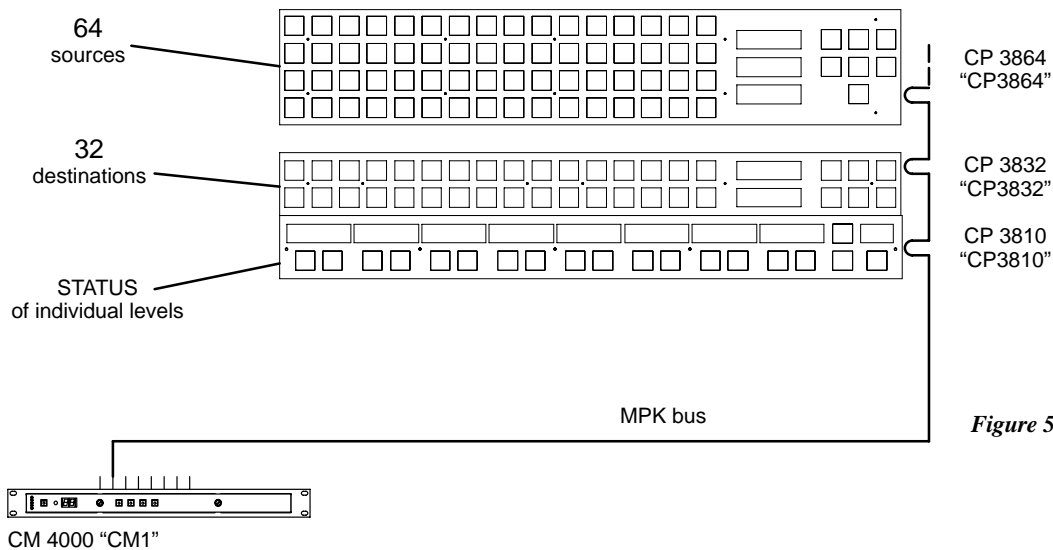 64
sources
CP 3864
“CP3864”
32
destinations
CP 3832
“CP3832”
CP 3810
“CP3810”
STATUS
of individual levels
MPK bus
Figure 5
CM 4000 “CM1”